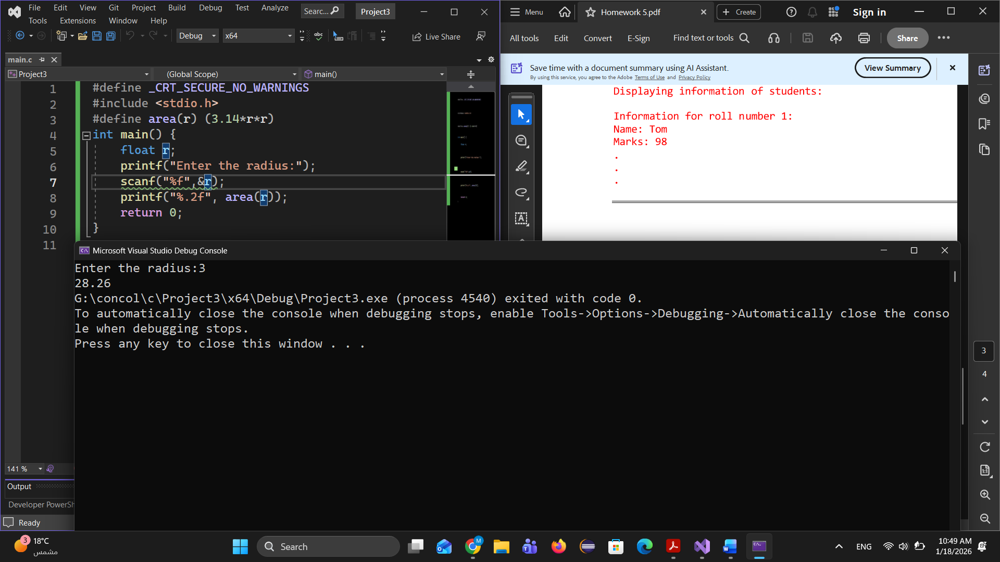 File Edit View Git Project Build Debug Test Analyze Searc... Project3
Tools Extensions Window Help
Debug x64 Live Share
main.c
Project3 (Global Scope) main()
1 #define _CRT_SECURE_NO_WARNINGS
2 #include <stdio.h>
3 #define area(r) (3.14*r*r)
4 int main() {
5 float r;
6 printf("Enter the radius:");
7 scanf("%f",&r);
8 printf("%.2f", area(r));
9 return 0;
10 }
11
141 %
Output
Developer PowerSh
Ready
Menu Homework 5.pdf Create Sign in
All tools Edit Convert E-Sign Find text or tools Share
Save time with a document summary using AI Assistant. View Summary
By using this service, you agree to the Adobe Terms of Use and Privacy Policy
Displaying information of students:
Information for roll number 1:
Name: Tom
Marks: 98
.
.
.
3
4
Microsoft Visual Studio Debug Console
Enter the radius:3
28.26
G:\concol\c\Project3\x64\Debug\Project3.exe (process 4540) exited with code 0.
To automatically close the console when debugging stops, enable Tools->Options->Debugging->Automatically close the conso
le when debugging stops.
Press any key to close this window . . .
3 18°C
مشمس
Search
M
ENG
10:49 AM
1/18/2026